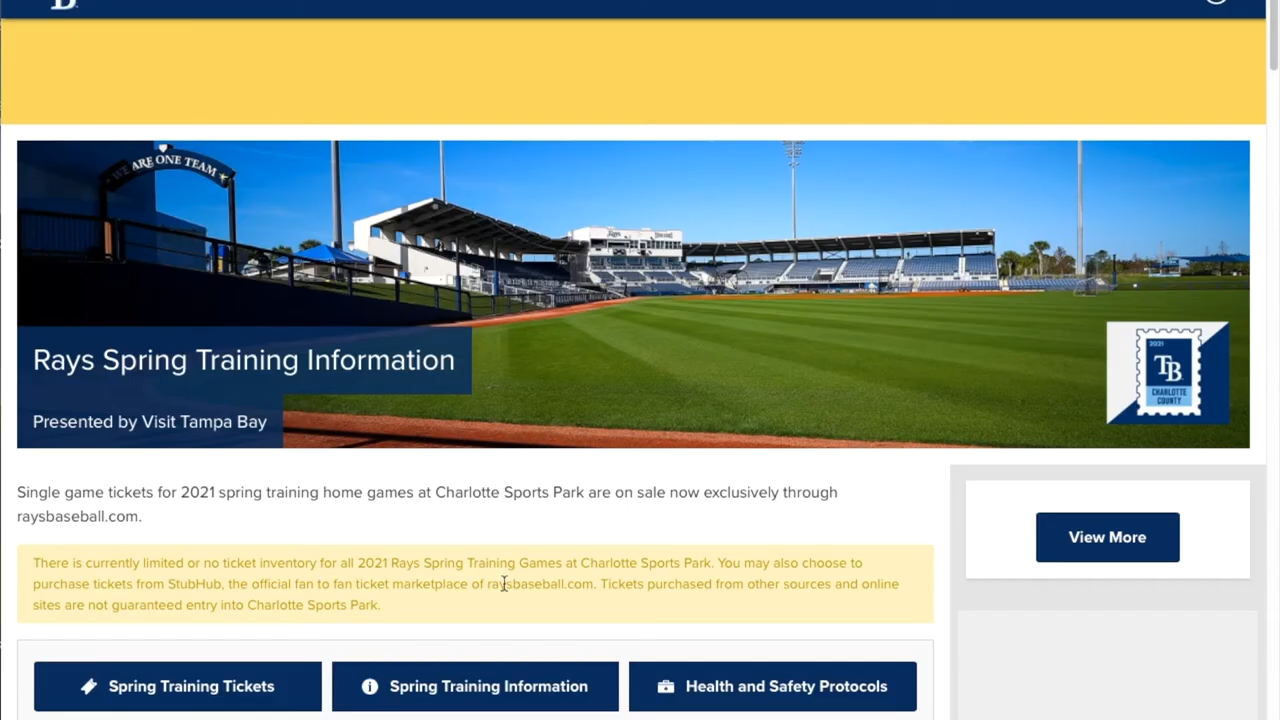 WE ARE ONE TEAM
Rays Spring Training Information
2021
TB
CHARLOTTE
COUNTY
Presented by Visit Tampa Bay
Single game tickets for 2021 spring training home games at Charlotte Sports Park are on sale now exclusively through
raysbaseball.com.
View More
There is currently limited or no ticket inventory for all 2021 Rays Spring Training Games at Charlotte Sports Park. You may also choose to
purchase tickets from StubHub, the official fan to fan ticket marketplace of raysbaseball.com. Tickets purchased from other sources and online
sites are not guaranteed entry into Charlotte Sports Park.
Spring Training Tickets
Spring Training Information
Health and Safety Protocols